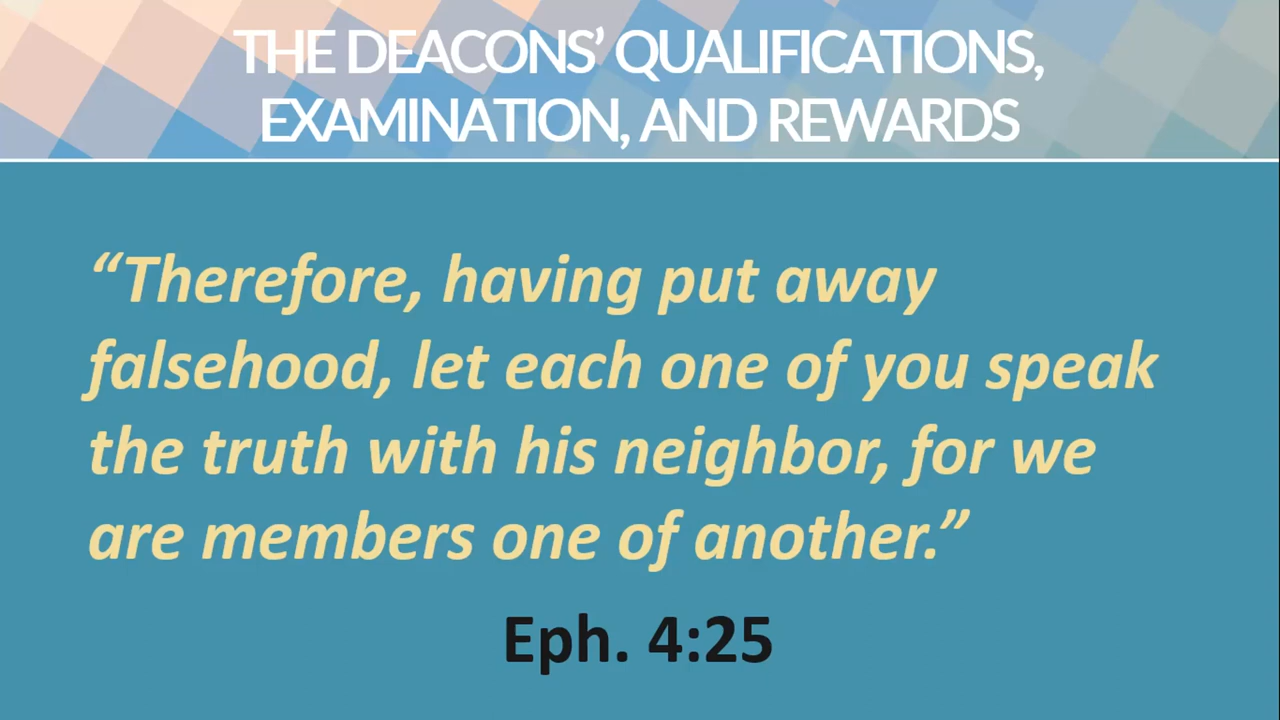 THE DEACONS’ QUALIFICATIONS,
EXAMINATION, AND REWARDS
“Therefore, having put away
falsehood, let each one of you speak
the truth with his neighbor, for we
are members one of another.”
Eph. 4:25